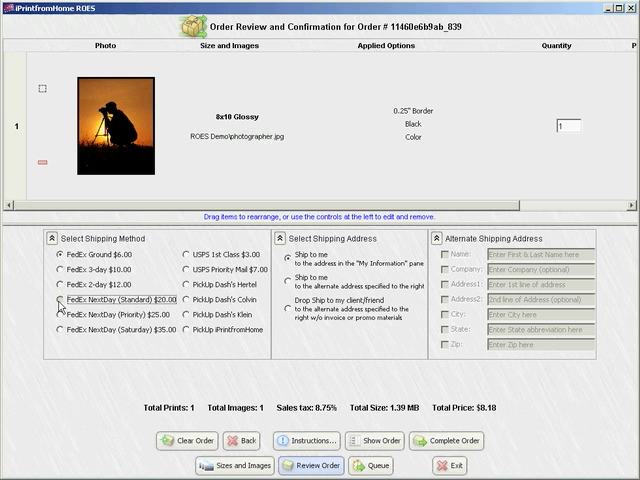 iPrintfromHome ROES
Order Review and Confirmation for Order # 11460e6b9ab_839
Photo Size and Images Applied Options Quantity P
1
8x10 Glossy
ROES Demo\photographer.jpg
0.25" Border
Black
Color
1
Drag items to rearrange, or use the controls at the left to edit and remove.
Select Shipping Method
FedEx Ground $6.00
FedEx 3-day $10.00
FedEx 2-day $12.00
FedEx NextDay (Standard) $20.00
FedEx NextDay (Priority) $25.00
FedEx NextDay (Saturday) $35.00
USPS 1st Class $3.00
USPS Priority Mail $7.00
PickUp Dash's Hertel
PickUp Dash's Colvin
PickUp Dash's Klein
PickUp iPrintfromHome
Select Shipping Address
Ship to me
to the address in the "My Information" pane
Ship to me
to the alternate address specified to the right
Drop Ship to my client/friend
to the alternate address specified to the
right w/o invoice or promo materials
Alternate Shipping Address
Name: Enter First & Last Name here
Company: Enter Company (optional)
Address1: Enter 1st line of address
Address2: 2nd line of Address (optional)
City: Enter City here
State: Enter State abbreviation here
Zip: Enter Zip here
Total Prints: 1 Total Images: 1 Sales tax: 8.75% Total Size: 1.39 MB Total Price: $8.18
Clear Order Back Instructions... Show Order Complete Order
Sizes and Images Review Order Queue Exit